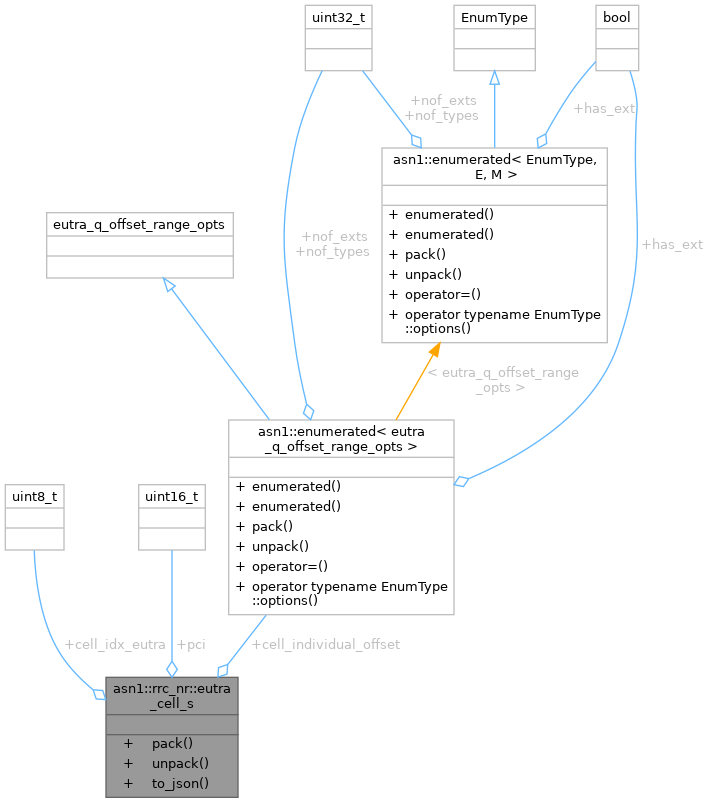 uint32_t
EnumType
bool
+nof_exts
+nof_types
+has_ext
asn1::enumerated< EnumType,
E, M >
+ enumerated()
+ enumerated()
+ pack()
+ unpack()
+ operator=()
+ operator typename EnumType
::options()
eutra_q_offset_range_opts
+nof_exts
+nof_types
+has_ext
< eutra_q_offset_range
_opts >
asn1::enumerated< eutra
_q_offset_range_opts >
+ enumerated()
+ enumerated()
+ pack()
+ unpack()
+ operator=()
+ operator typename EnumType
::options()
uint8_t
uint16_t
+cell_idx_eutra
+pci
+cell_individual_offset
asn1::rrc_nr::eutra
_cell_s
+ pack()
+ unpack()
+ to_json()